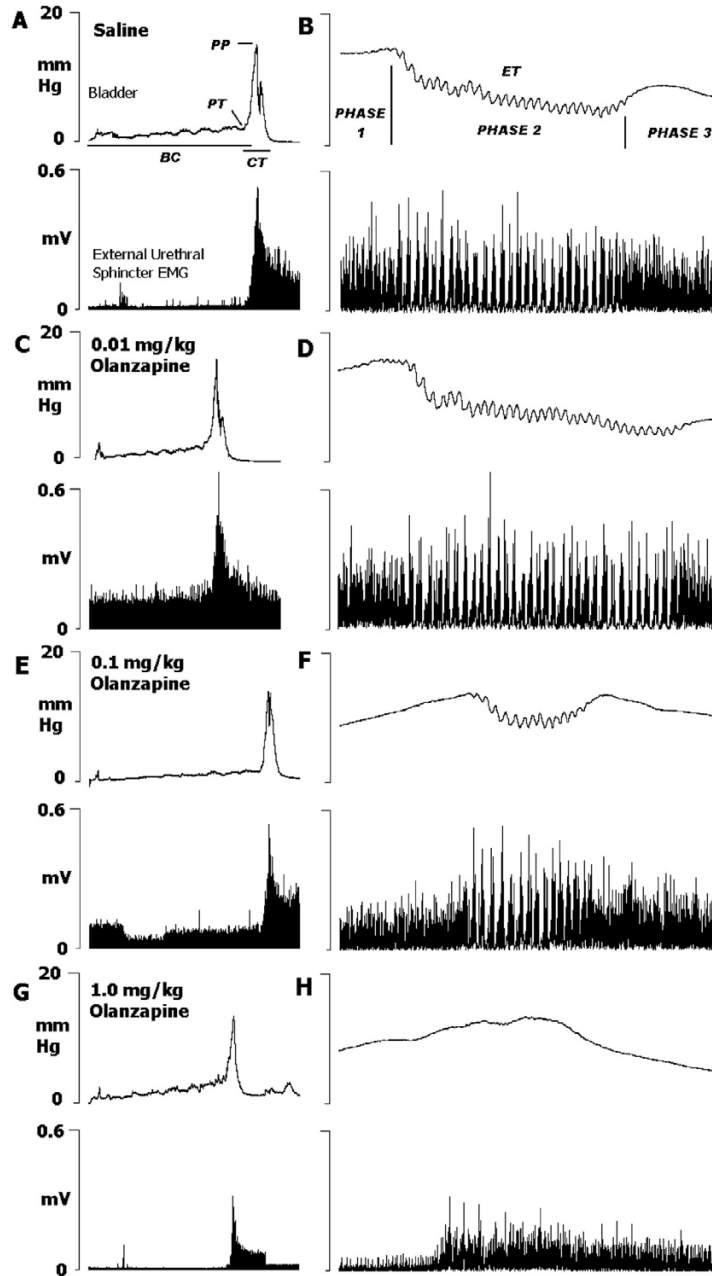 A
20
Saline
PP
mm
Hg
Bladder
PT
0
BC
CT
0.6
mV
External Urethral
Sphincter EMG
0
B
ET
PHASE
1
PHASE 2
PHASE 3
C
20
0.01 mg/kg
Olanzapine
mm
Hg
0
0.6
mV
0
D
E
20
0.1 mg/kg
Olanzapine
mm
Hg
0
0.6
mV
0
F
G
20
1.0 mg/kg
Olanzapine
mm
Hg
0
0.6
mV
0
H